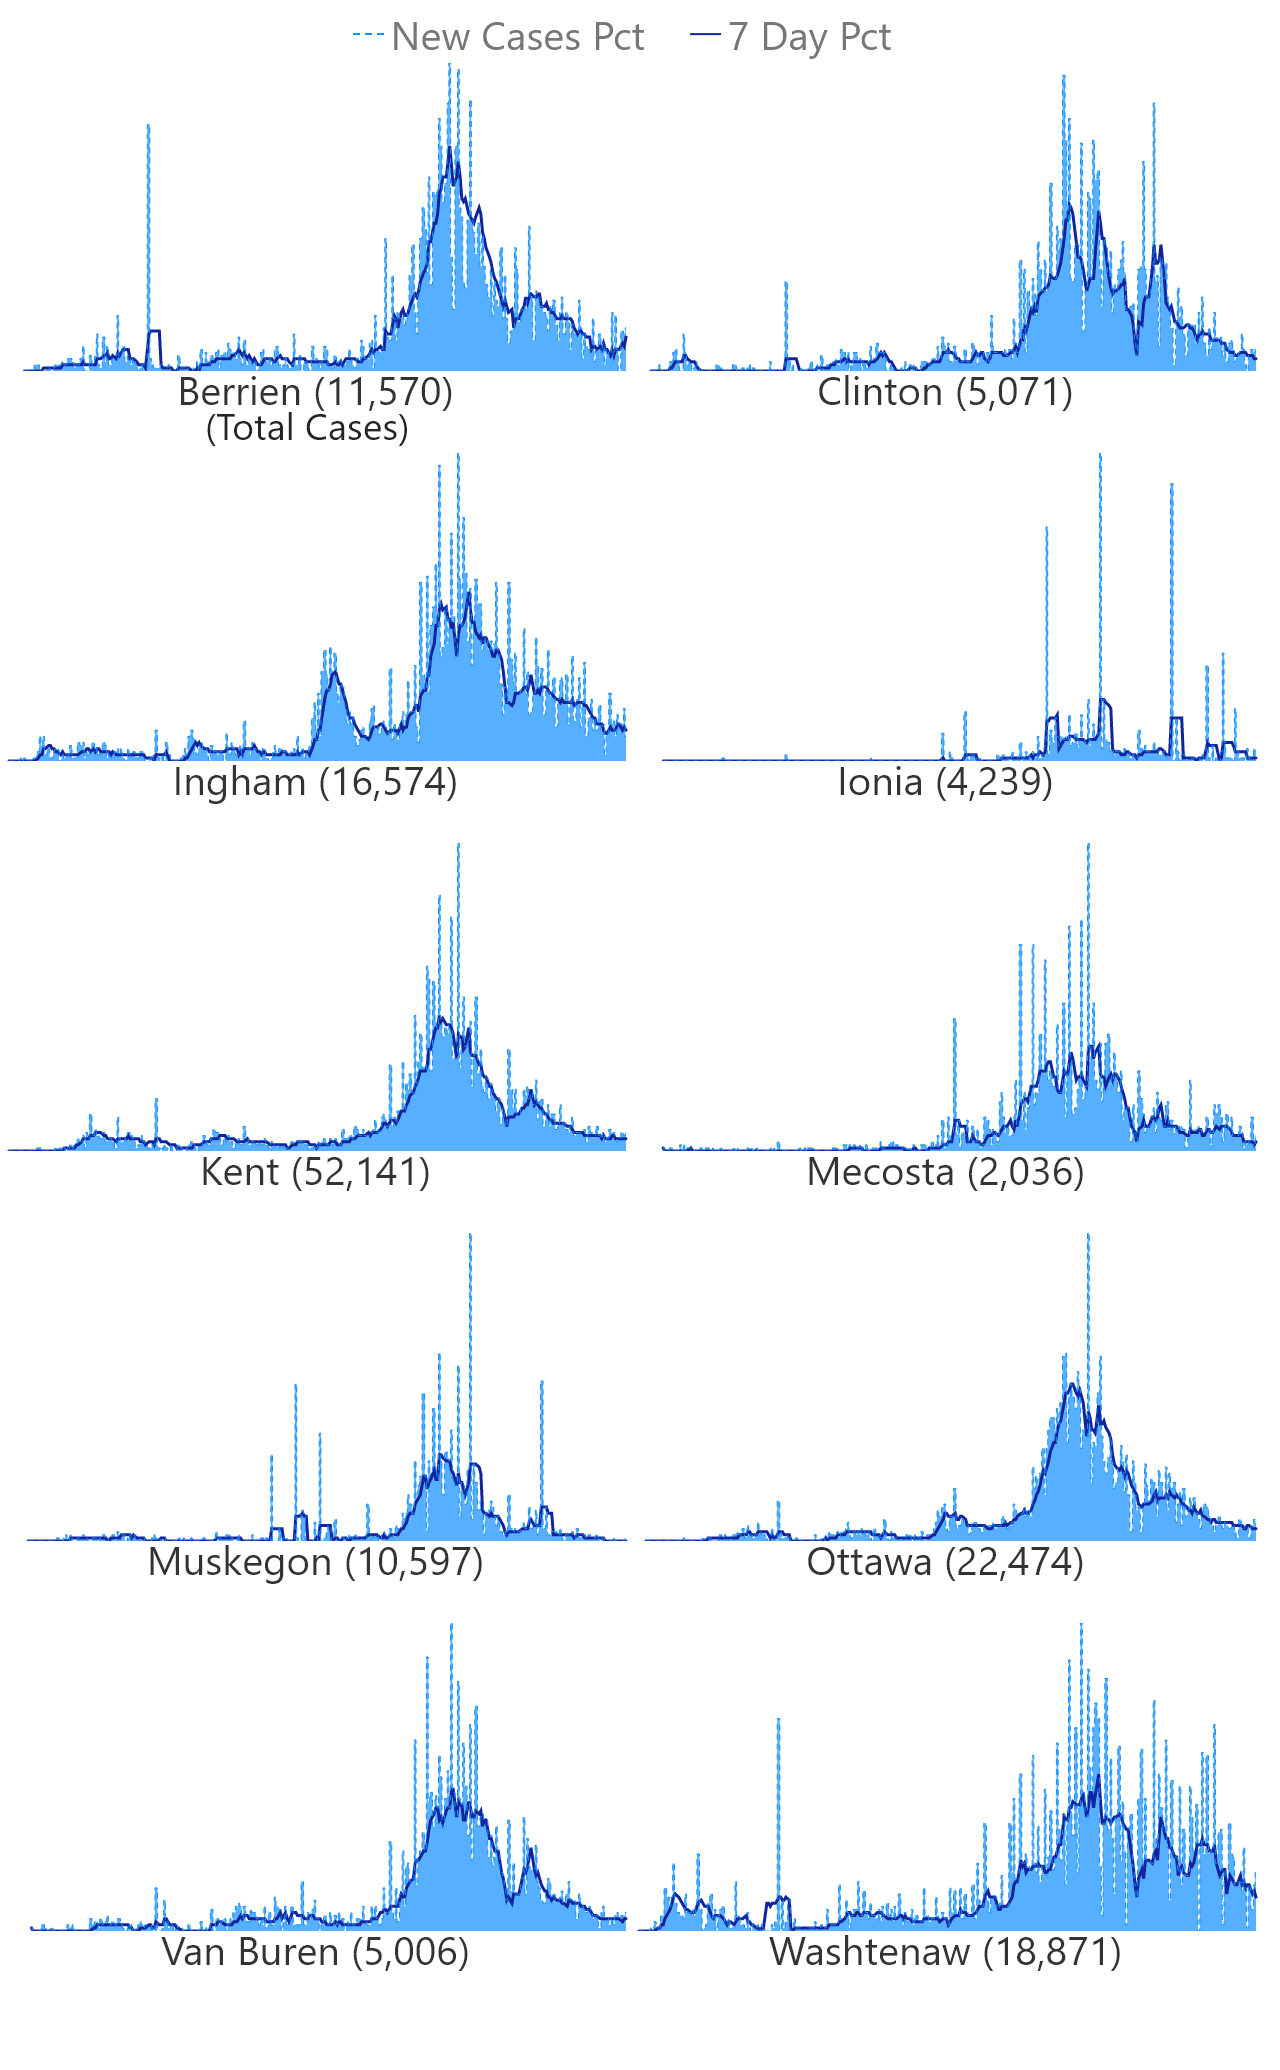 New Cases Pct 7 Day Pct
Berrien (11,570) Clinton (5,071)
(Total Cases)
Ingham (16,574) Ionia (4,239)
Kent (52,141) Mecosta (2,036)
Muskegon (10,597) Ottawa (22,474)
Van Buren (5,006) Washtenaw (18,871)